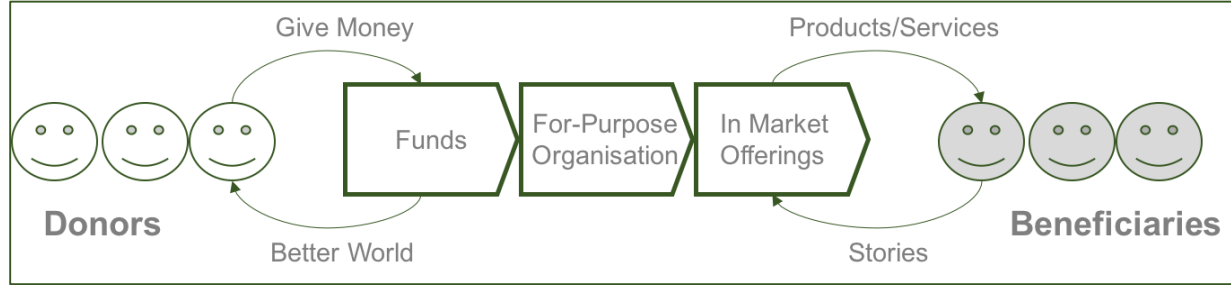 Give Money
Products/Services
Funds
For-Purpose
Organisation
In Market
Offerings
Donors
Beneficiaries
Better World
Stories